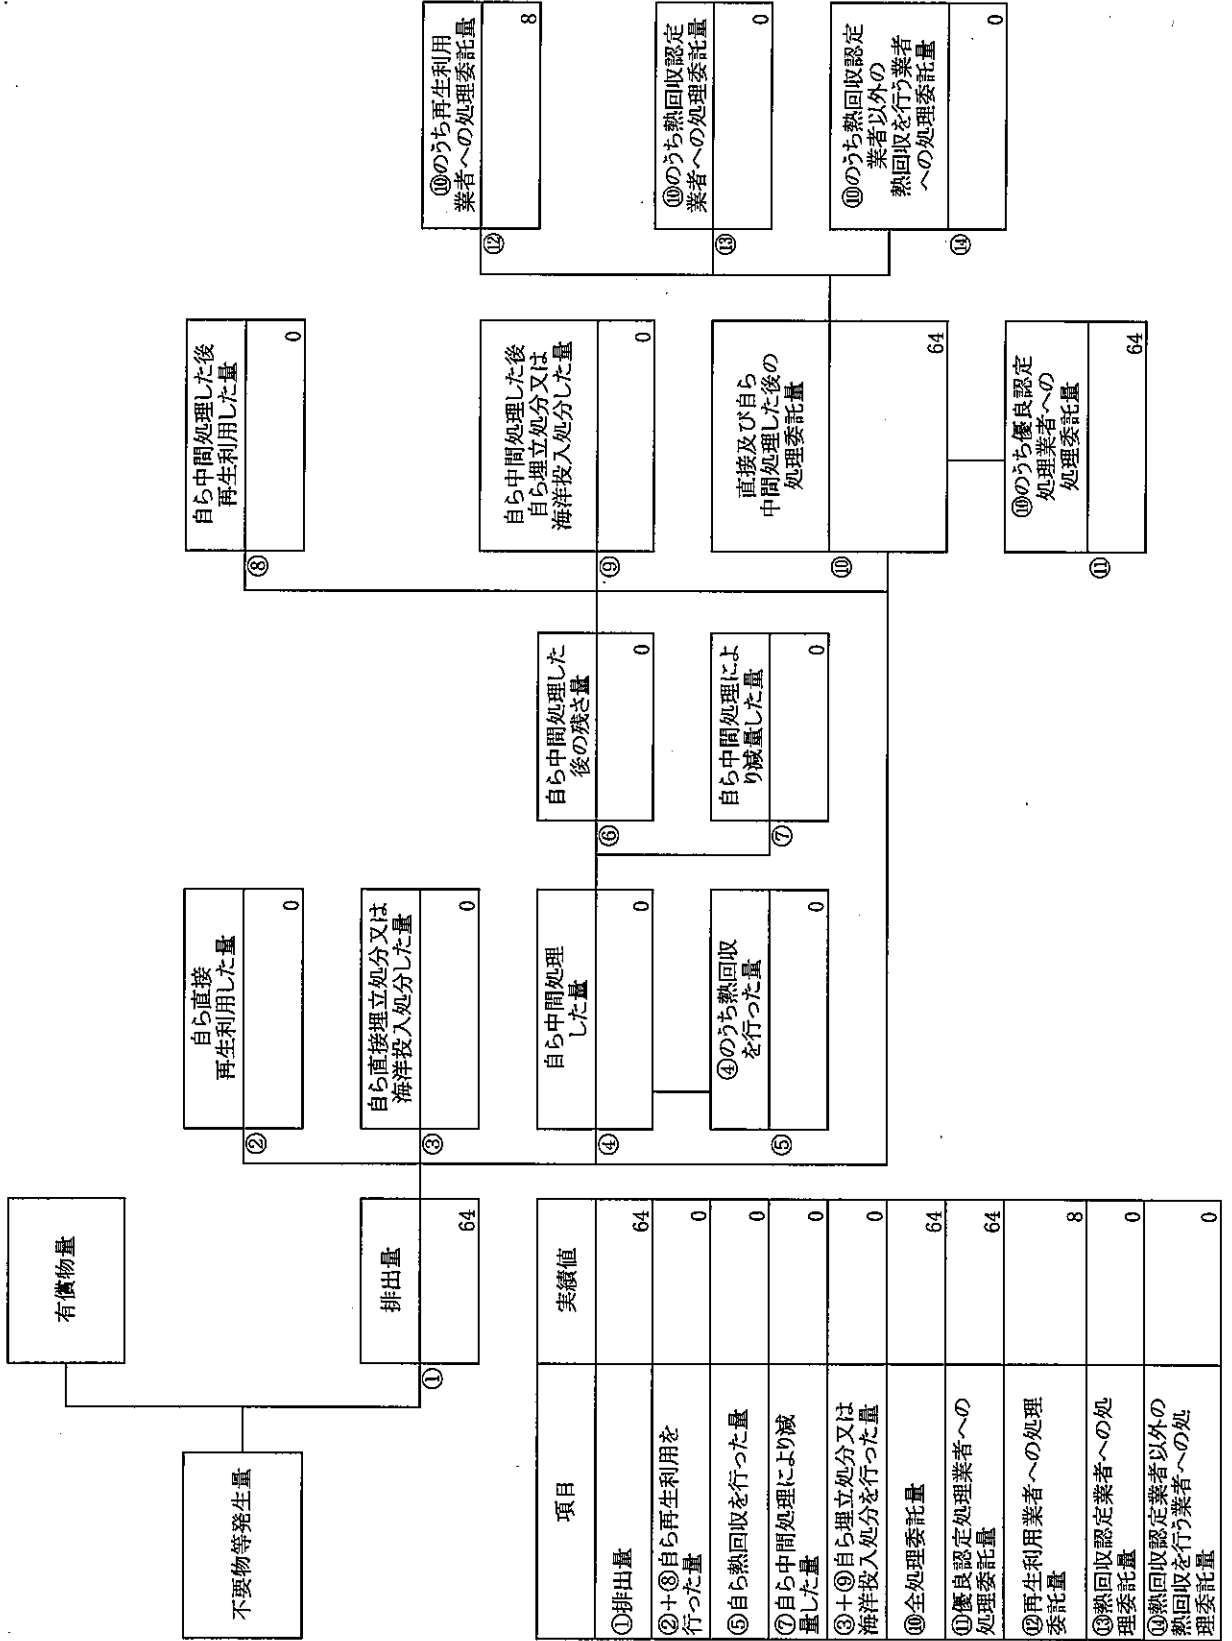 不要物等発生量
有償物量
排出量
①
64
自ら直接
再生利用した量
②
0
自ら直接埋立処分又は
海洋投入処分した量
③
0
自ら中間処理
した量
④
0
④のうち熱回収
を行った量
⑤
0
自ら中間処理した
後の残さ量
⑥
0
自ら中間処理によ
り減量した量
⑦
0
自ら中間処理した後
再生利用した量
⑧
0
自ら中間処理した後
自ら埋立処分又は
海洋投入処分した量
⑨
0
直接及び自ら
中間処理した後の
処理委託量
⑩
64
⑩のうち優良認定
処理業者への
処理委託量
⑪
64
⑩のうち再生利用
業者への処理委託量
⑫
8
⑩のうち熱回収認定
業者への処理委託量
⑬
0
⑩のうち熱回収認定
業者以外の
熱回収を行う業者
への処理委託量
⑭
0
項目 実績値
①排出量 64
②+⑧自ら再生利用を
行った量 0
⑤自ら熱回収を行った量 0
⑦自ら中間処理により減
量した量 0
③+⑨自ら埋立処分又は
海洋投入処分を行った量 0
⑩全処理委託量 64
⑪優良認定処理業者への
処理委託量 64
⑫再生利用業者への処理
委託量 8
⑬熱回収認定業者への処
理委託量 0
⑭熱回収認定業者以外の
熱回収を行う業者への処
理委託量 0